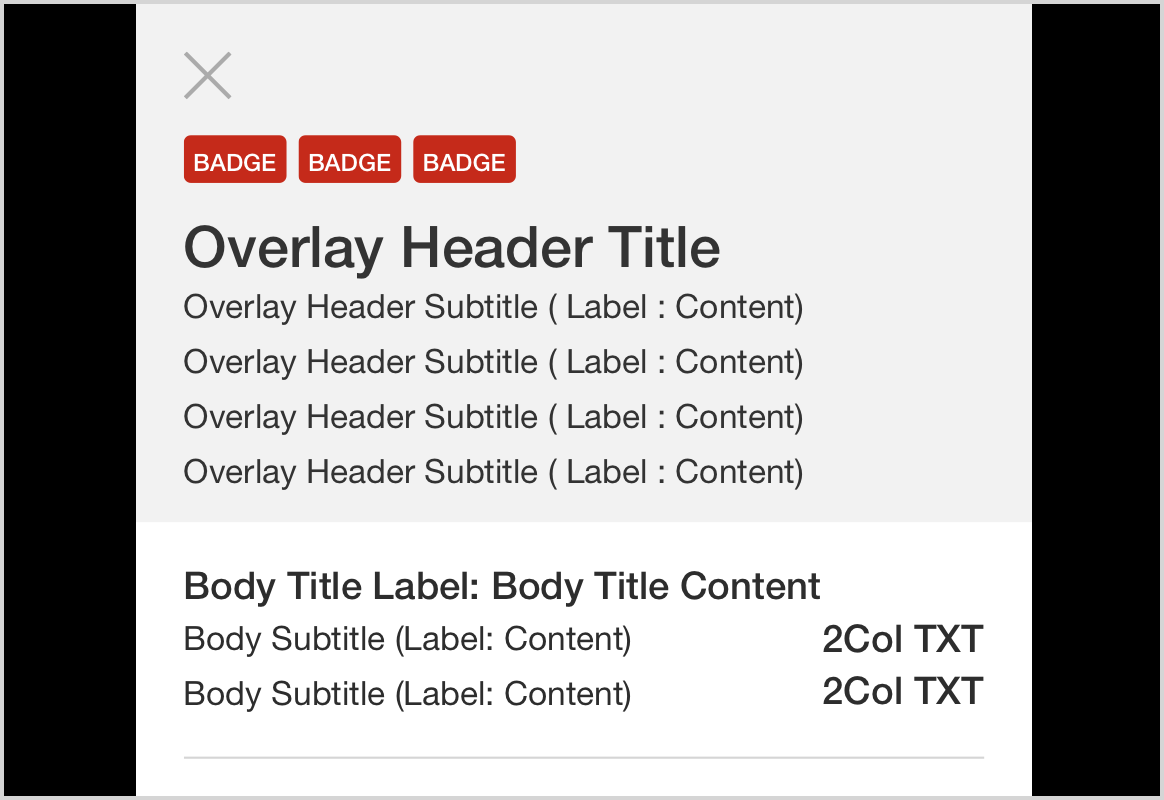 BADGE BADGE BADGE
Overlay Header Title
Overlay Header Subtitle ( Label : Content)
Overlay Header Subtitle ( Label : Content)
Overlay Header Subtitle ( Label : Content)
Overlay Header Subtitle ( Label : Content)
Body Title Label: Body Title Content
Body Subtitle (Label: Content) 2Col TXT
Body Subtitle (Label: Content) 2Col TXT